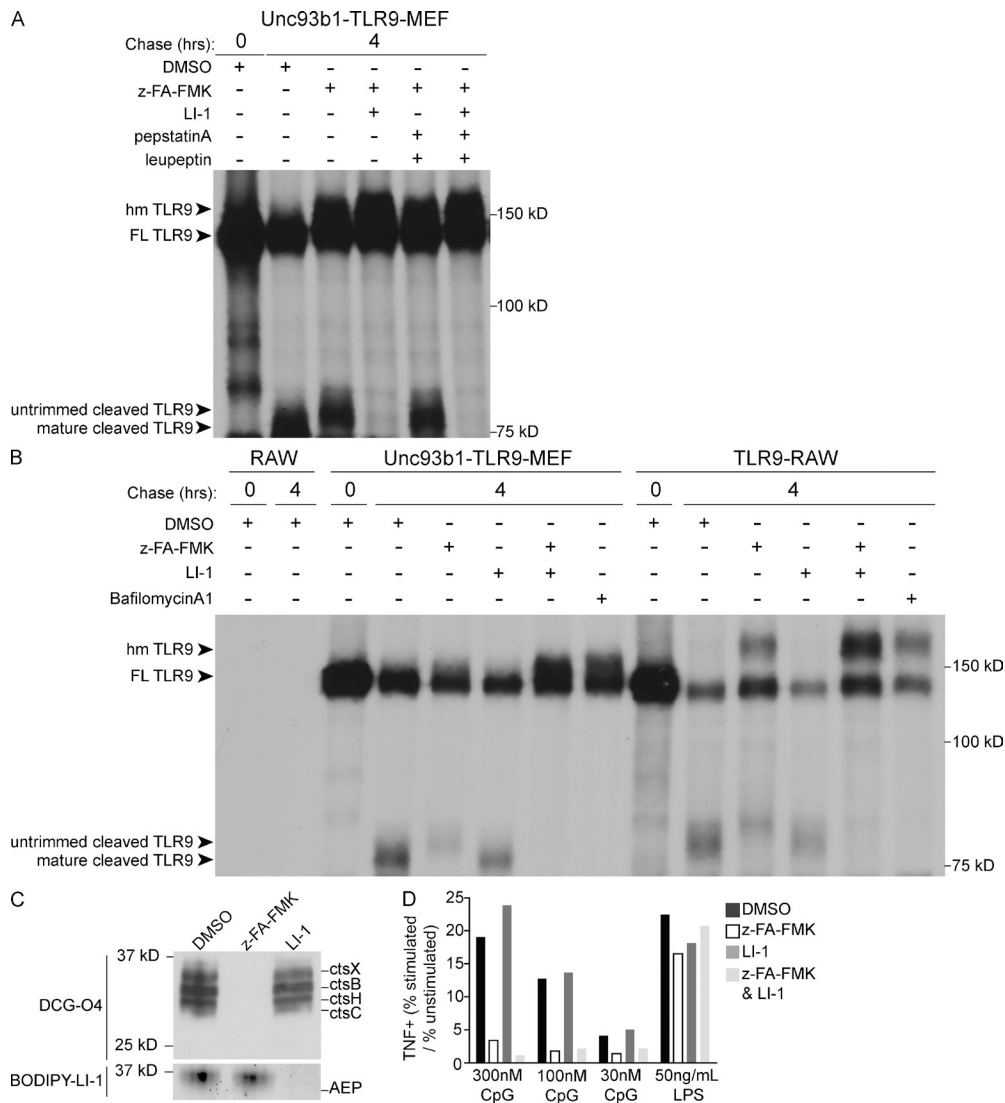 A
Unc93b1-TLR9-MEF
Chase (hrs): 0 4
DMSO + + – – – –
z-FA-FMK – – + + + +
LI-1 – – – + – +
pepstatinA – – – – + +
leupeptin – – – – + +
hm TLR9
FL TLR9
untrimmed cleaved TLR9
mature cleaved TLR9
150 kD
100 kD
75 kD
B
RAW Unc93b1-TLR9-MEF TLR9-RAW
Chase (hrs): 0 4 0 4 0 4
DMSO + + + + – – – – + + – – – –
z-FA-FMK – – – – + – + – – – + – + –
LI-1 – – – – – + + – – – – + + –
BafilomycinA1 – – – – – – – + – – – – – +
hm TLR9
FL TLR9
untrimmed cleaved TLR9
mature cleaved TLR9
150 kD
100 kD
75 kD
C
DMSO z-FA-FMK LI-1
37 kD
DCG-O4
25 kD
ctsX
ctsB
ctsH
ctsC
BODIPY-LI-1
37 kD
AEP
D
TNF+ (% stimulated / % unstimulated)
25
20
15
10
5
0
300nM CpG
100nM CpG
30nM CpG
50ng/mL LPS
DMSO
z-FA-FMK
LI-1
z-FA-FMK
& LI-1